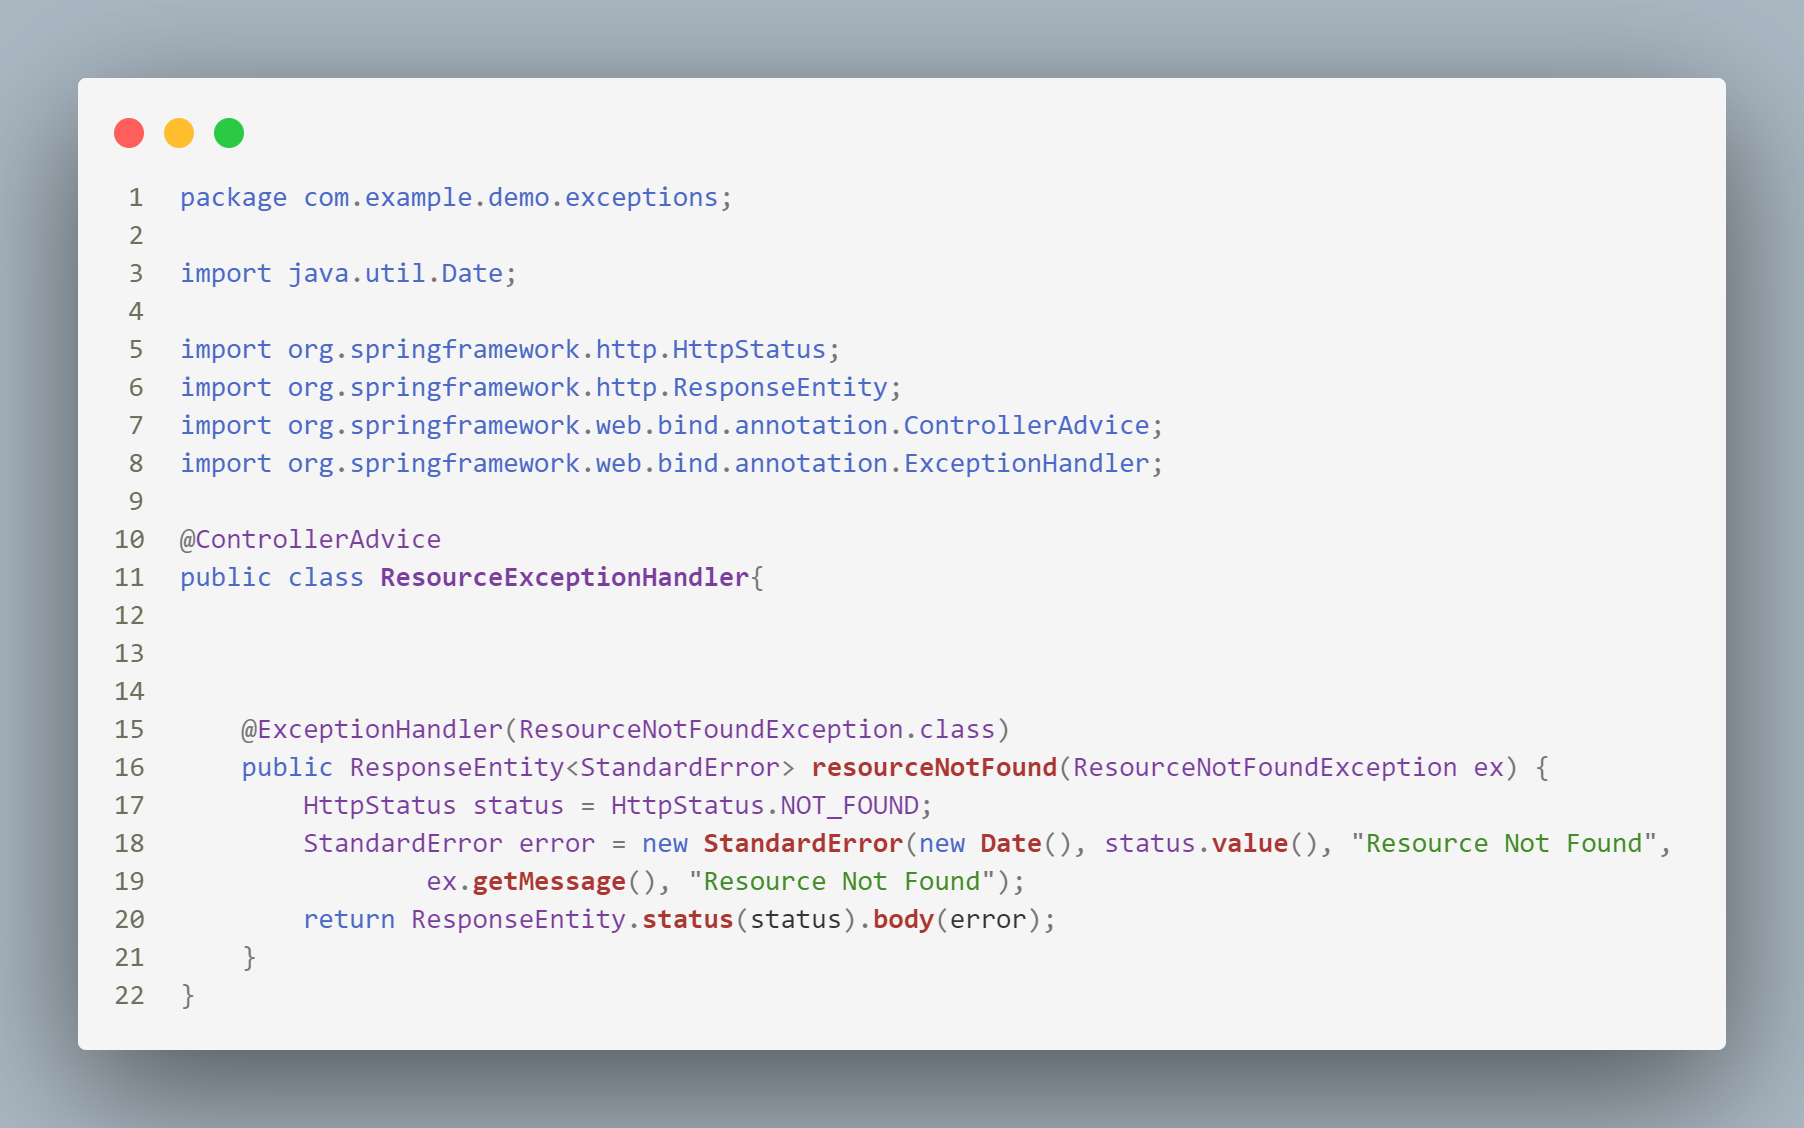 1 package com.example.demo.exceptions;
2
3 import java.util.Date;
4
5 import org.springframework.http.HttpStatus;
6 import org.springframework.http.ResponseEntity;
7 import org.springframework.web.bind.annotation.ControllerAdvice;
8 import org.springframework.web.bind.annotation.ExceptionHandler;
9
10 @ControllerAdvice
11 public class ResourceExceptionHandler{
12
13
14
15     @ExceptionHandler(ResourceNotFoundException.class)
16     public ResponseEntity<StandardError> resourceNotFound(ResourceNotFoundException ex) {
17         HttpStatus status = HttpStatus.NOT_FOUND;
18         StandardError error = new StandardError(new Date(), status.value(), "Resource Not Found",
19                 ex.getMessage(), "Resource Not Found");
20         return ResponseEntity.status(status).body(error);
21     }
22 }